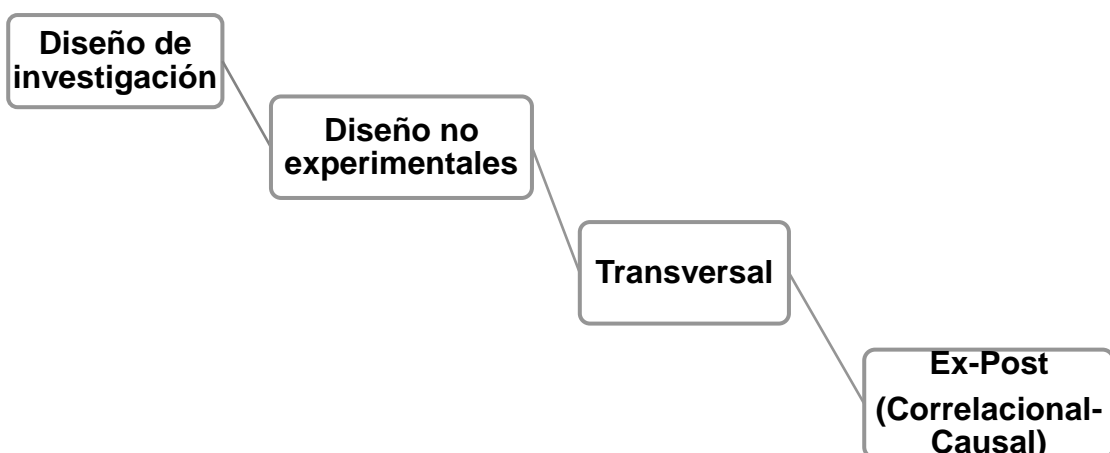 Diseño de
investigación
Diseño no
experimentales
Transversal
Ex-Post
(Correlacional-
Causal)